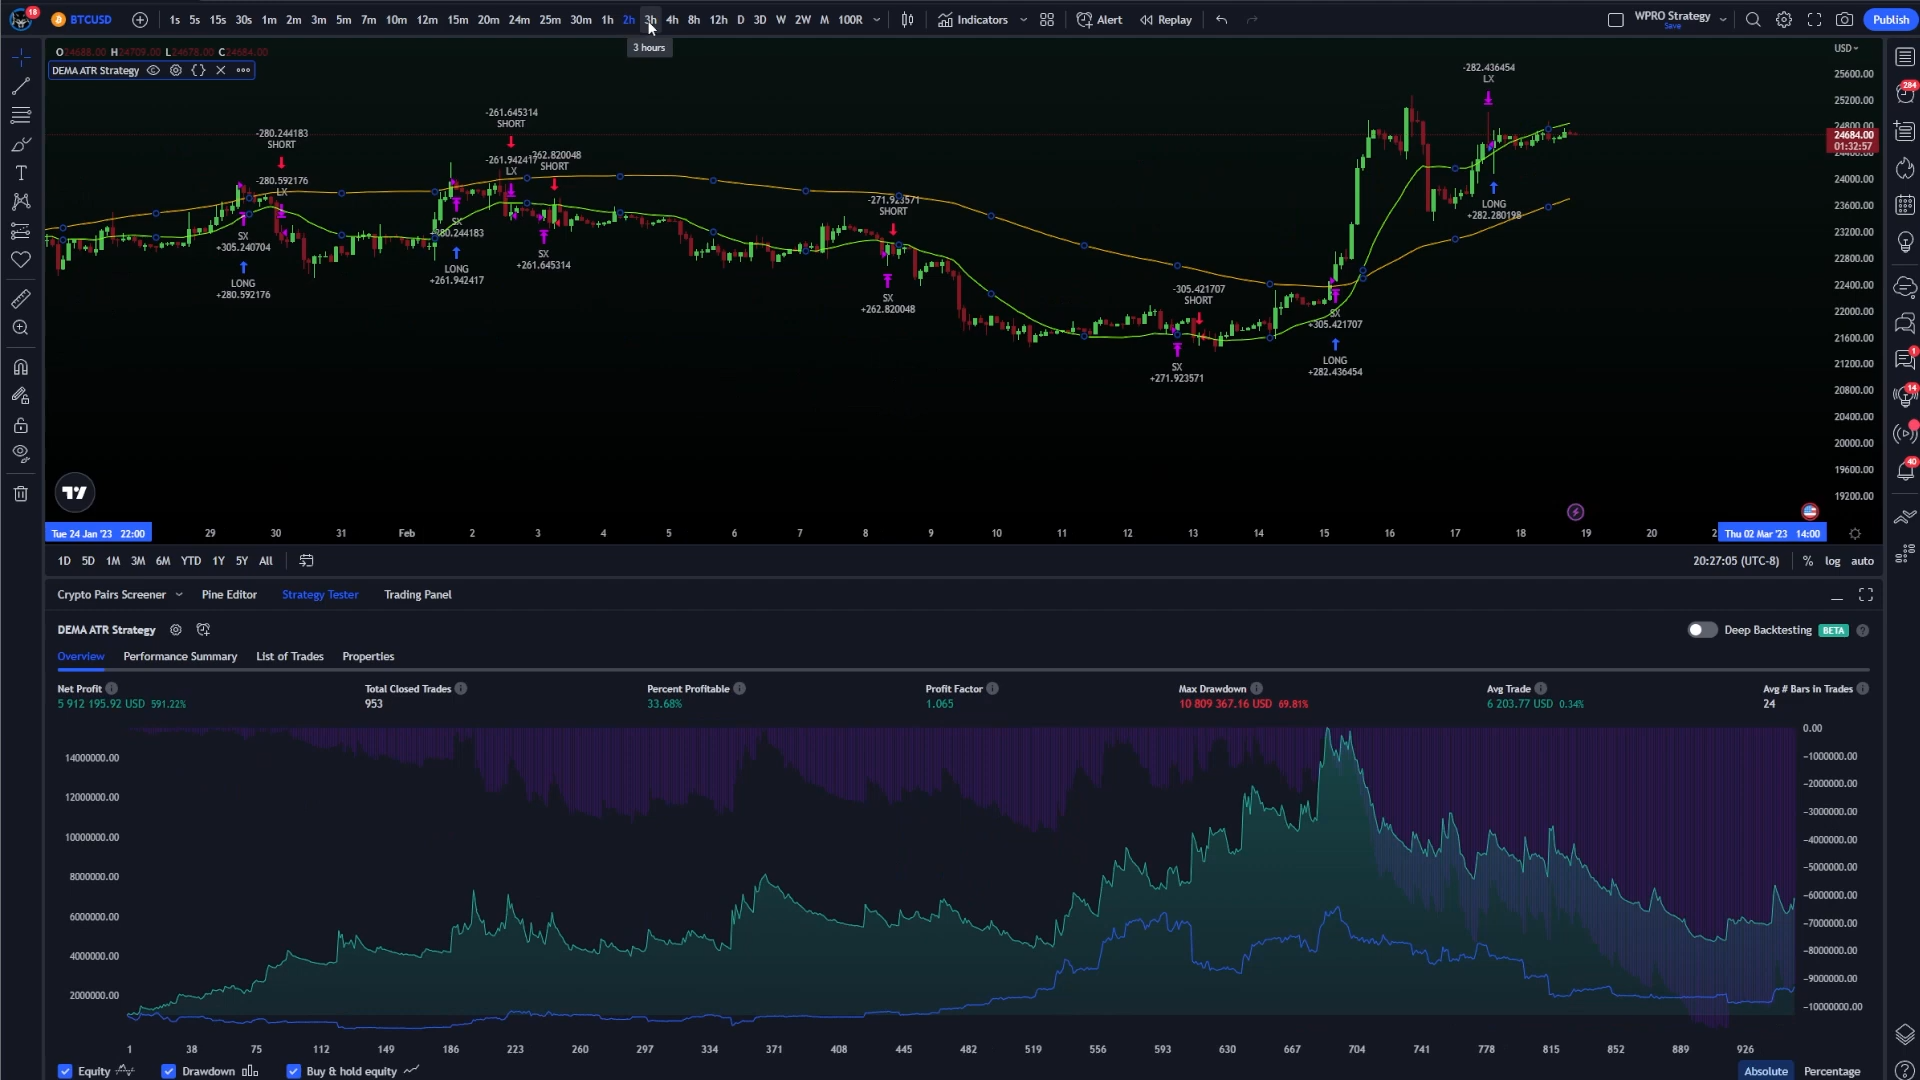 18 BTCUSD 1s 5s 15s 30s 1m 2m 3m 5m 7m 10m 12m 15m 20m 24m 25m 30m 1h 2h 3h 4h 8h 12h D 3D W 2W M 100R Indicators Alert Replay WPRO Strategy Save Publish
3 hours
O24688.00 H24709.00 L24678.00 C24684.00
DEMA ATR Strategy
USD
25600.00
25200.00
24800.00
24684.00
01:32:57
24400.00
24000.00
23600.00
23200.00
22800.00
22400.00
22000.00
21600.00
21200.00
20800.00
20400.00
20000.00
19600.00
19200.00
284
1
14
40
-280.244183
SHORT
-280.592176
LX
SX
+305.240704
LONG
+280.592176
-261.645314
SHORT
-261.942417
LX
262.820048
SHORT
SX
+280.244183
LONG
+261.942417
SX
+261.645314
-271.923571
SHORT
SX
+262.820048
-305.421707
SHORT
SX
+271.923571
SX
+305.421707
LONG
+282.436454
-282.436454
LX
LONG
+282.280198
Tue 24 Jan '23 22:00 29 30 31 Feb 2 3 4 5 6 7 8 9 10 11 12 13 14 15 16 17 18 19 20 2 Thu 02 Mar '23 14:00
1D 5D 1M 3M 6M YTD 1Y 5Y All 20:27:05 (UTC-8) % log auto
Crypto Pairs Screener Pine Editor Strategy Tester Trading Panel
DEMA ATR Strategy Deep Backtesting BETA
Overview Performance Summary List of Trades Properties
Net Profit Total Closed Trades Percent Profitable Profit Factor Max Drawdown Avg Trade Avg # Bars in Trades
5 912 195.92 USD 591.22% 953 33.68% 1.065 10 809 367.16 USD 69.81% 6 203.77 USD 0.34% 24
14000000.00
12000000.00
10000000.00
8000000.00
6000000.00
4000000.00
2000000.00
0.00
-1000000.00
-2000000.00
-3000000.00
-4000000.00
-5000000.00
-6000000.00
-7000000.00
-8000000.00
-9000000.00
-10000000.00
1 38 75 112 149 186 223 260 297 334 371 408 445 482 519 556 593 630 667 704 741 778 815 852 889 926
Equity Drawdown Buy & hold equity Absolute Percentage